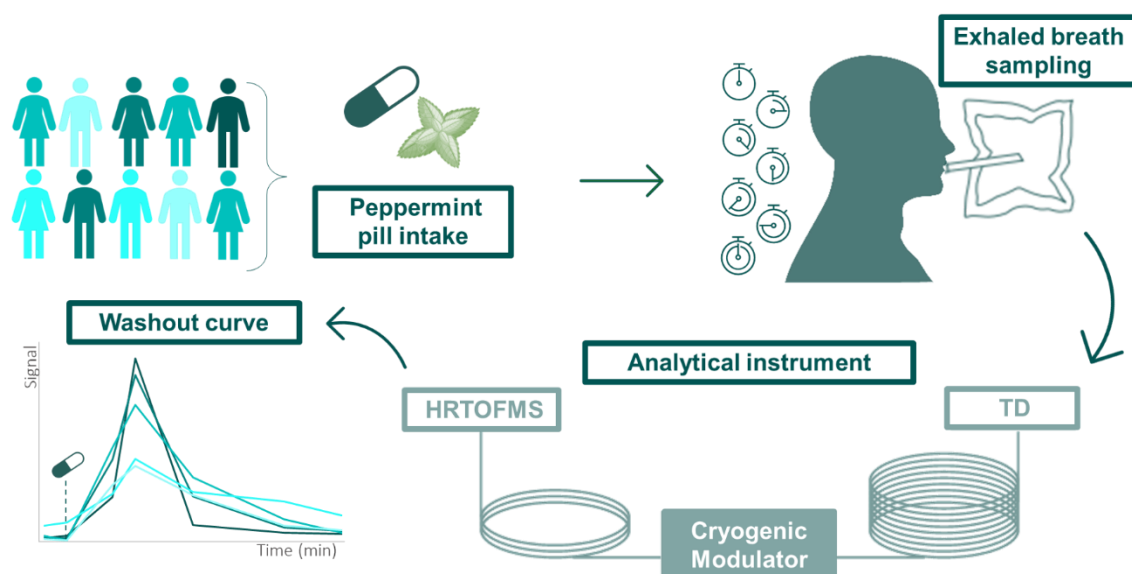 Exhaled breath
sampling
Peppermint
pill intake
Washout curve
Signal
Time (min)
Analytical instrument
HRTOFMS
TD
Cryogenic
Modulator